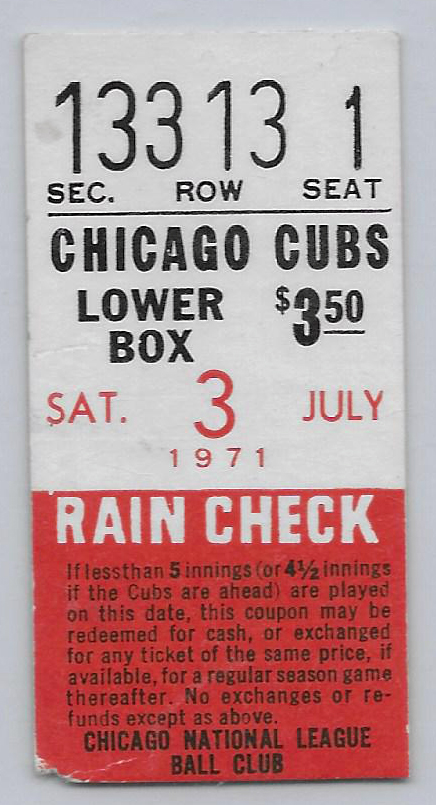 133 13 1
SEC. ROW SEAT
CHICAGO CUBS
LOWER BOX $3.50
SAT. 3 JULY
1971
RAIN CHECK
If lessthan 5 innings (or 4½ innings
if the Cubs are ahead) are played
on this date, this coupon may be
redeemed for cash, or exchanged
for any ticket of the same price, if
available, for a regular season game
thereafter. No exchanges or re-
funds except as above.
CHICAGO NATIONAL LEAGUE
BALL CLUB